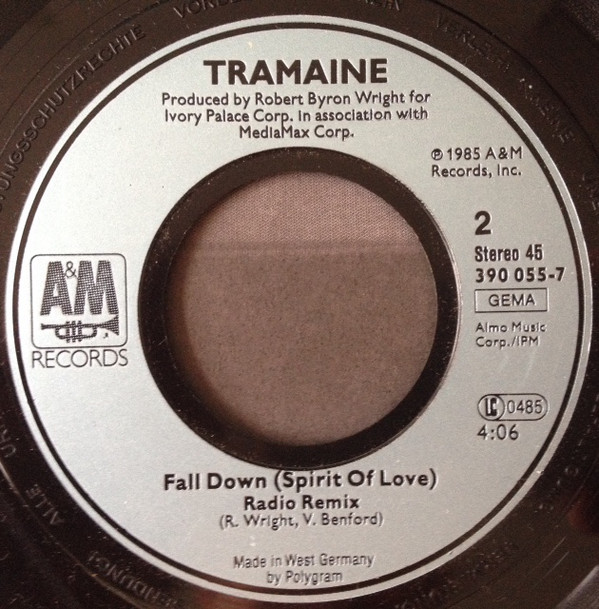 TRAMAINE
Produced by Robert Byron Wright for
Ivory Palace Corp. in association with
MediaMax Corp.
℗ 1985 A&M
Records, Inc.
2
Stereo 45
390 055-7
GEMA
Almo Music
Corp./IPM
LC 0485
4:06
A&M
RECORDS
Fall Down (Spirit Of Love)
Radio Remix
(R. Wright, V. Benford)
Made in West Germany
by Polygram
ALLE